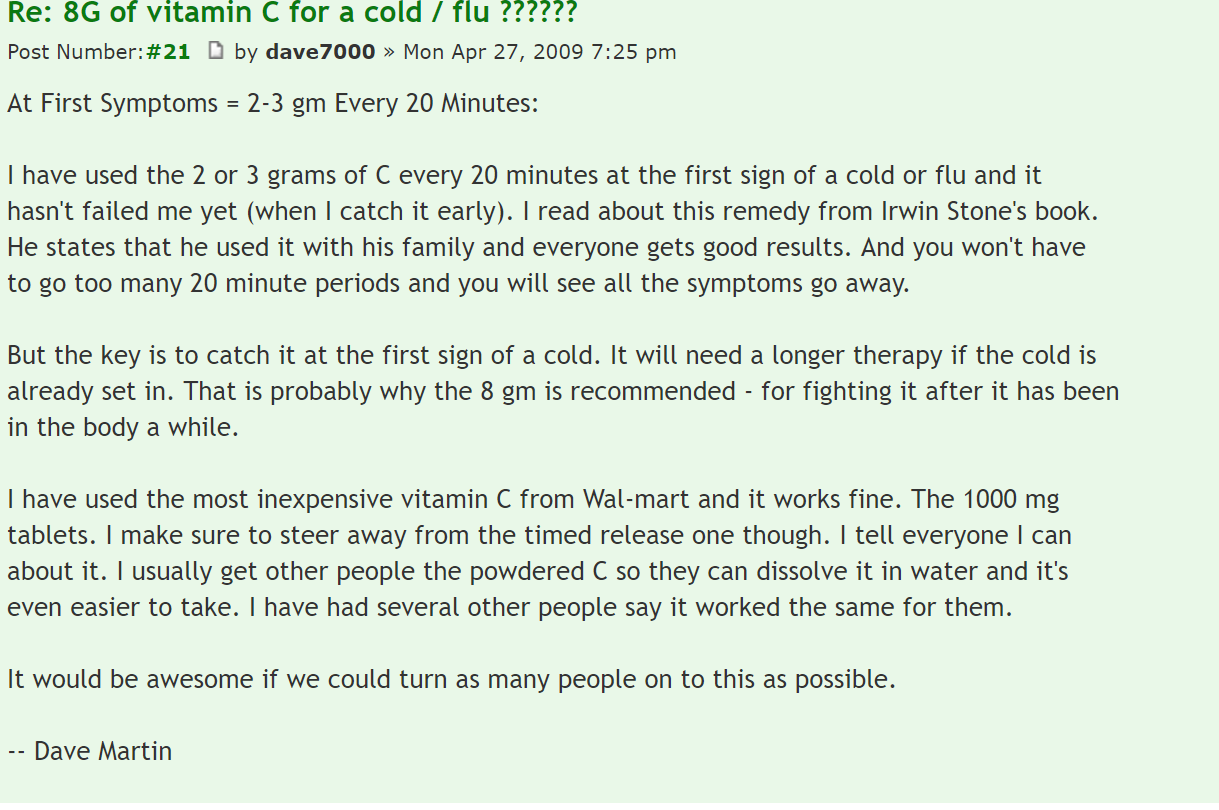 Re: 8G of vitamin C for a cold / flu ??????
Post Number:#21 by dave7000 » Mon Apr 27, 2009 7:25 pm
At First Symptoms = 2-3 gm Every 20 Minutes:
I have used the 2 or 3 grams of C every 20 minutes at the first sign of a cold or flu and it
hasn't failed me yet (when I catch it early). I read about this remedy from Irwin Stone's book.
He states that he used it with his family and everyone gets good results. And you won't have
to go too many 20 minute periods and you will see all the symptoms go away.
But the key is to catch it at the first sign of a cold. It will need a longer therapy if the cold is
already set in. That is probably why the 8 gm is recommended - for fighting it after it has been
in the body a while.
I have used the most inexpensive vitamin C from Wal-mart and it works fine. The 1000 mg
tablets. I make sure to steer away from the timed release one though. I tell everyone I can
about it. I usually get other people the powdered C so they can dissolve it in water and it's
even easier to take. I have had several other people say it worked the same for them.
It would be awesome if we could turn as many people on to this as possible.
-- Dave Martin